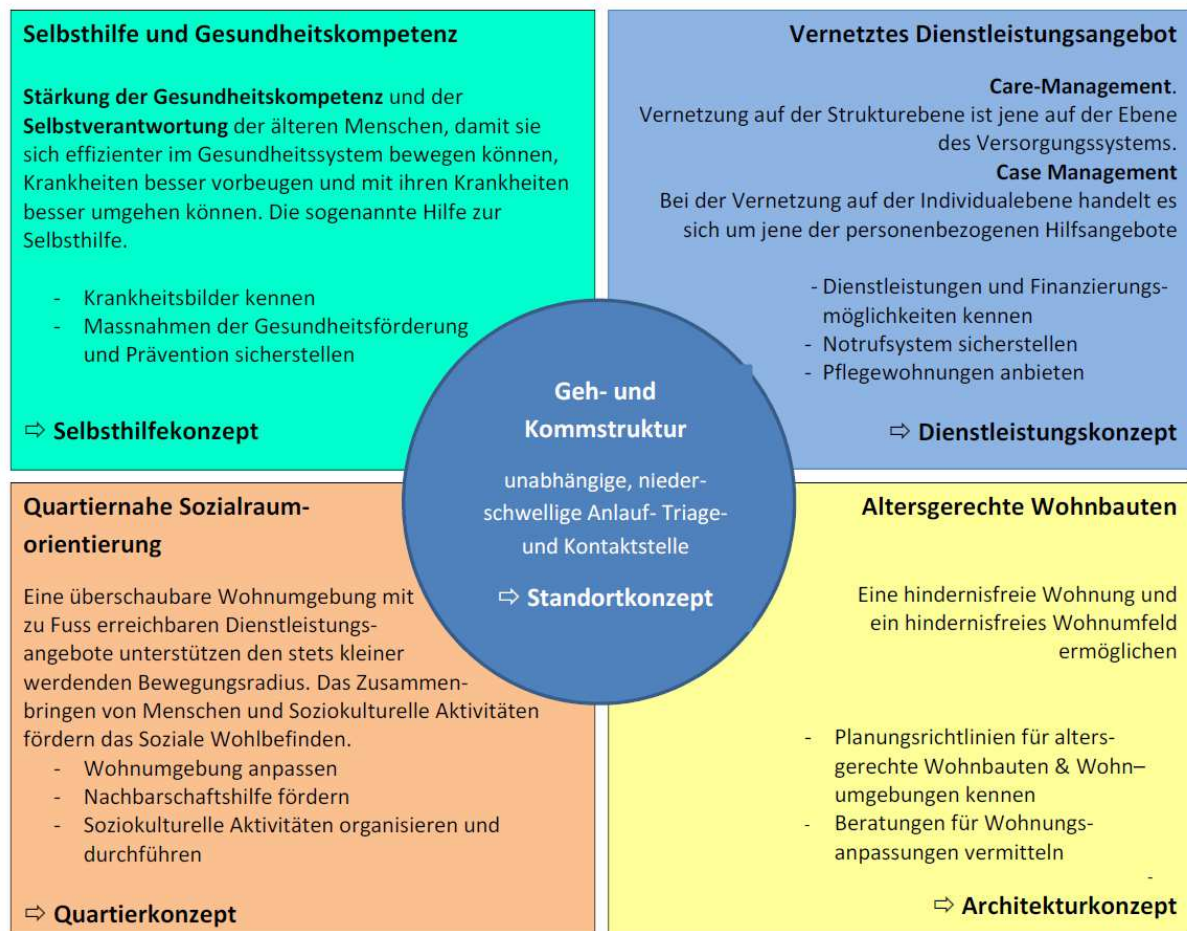 Selbsthilfe und Gesundheitskompetenz
Stärkung der Gesundheitskompetenz und der
Selbstverantwortung der älteren Menschen, damit sie
sich effizienter im Gesundheitssystem bewegen können,
Krankheiten besser vorbeugen und mit ihren Krankheiten
besser umgehen können. Die sogenannte Hilfe zur
Selbsthilfe.
- Krankheitsbilder kennen
- Massnahmen der Gesundheitsförderung
und Prävention sicherstellen
⇨ Selbsthilfekonzept
Vernetztes Dienstleistungsangebot
Care-Management.
Vernetzung auf der Strukturebene ist jene auf der Ebene
des Versorgungssystems.
Case Management
Bei der Vernetzung auf der Individualebene handelt es
sich um jene der personenbezogenen Hilfsangebote
- Dienstleistungen und Finanzierungs-
möglichkeiten kennen
- Notrufsystem sicherstellen
- Pflegewohnungen anbieten
⇨ Dienstleistungskonzept
Geh- und
Kommstruktur
unabhängige, nieder-
schwellige Anlauf- Triage-
und Kontaktstelle
⇨ Standortkonzept
Quartiernahe Sozialraum-
orientierung
Eine überschaubare Wohnumgebung mit
zu Fuss erreichbaren Dienstleistungs-
angebote unterstützen den stets kleiner
werdenden Bewegungsradius. Das Zusammen-
bringen von Menschen und Soziokulturelle Aktivitäten
fördern das Soziale Wohlbefinden.
- Wohnumgebung anpassen
- Nachbarschaftshilfe fördern
- Soziokulturelle Aktivitäten organisieren und
durchführen
⇨ Quartierkonzept
Altersgerechte Wohnbauten
Eine hindernisfreie Wohnung und
ein hindernisfreies Wohnumfeld
ermöglichen
- Planungsrichtlinien für alters-
gerechte Wohnbauten & Wohn–
umgebungen kennen
- Beratungen für Wohnungs-
anpassungen vermitteln
-
⇨ Architekturkonzept